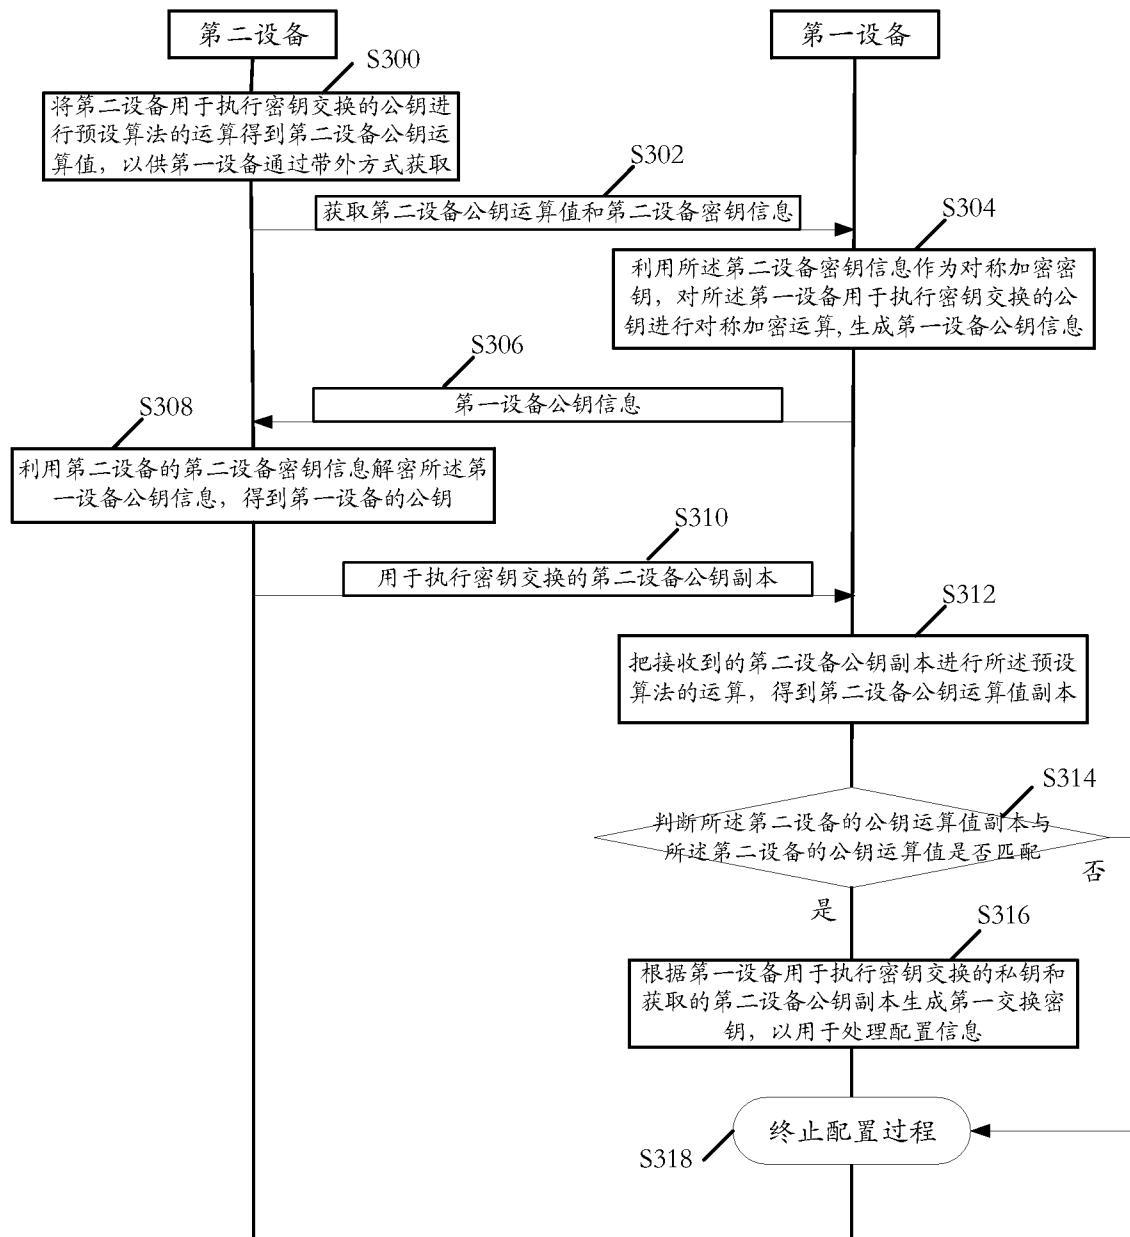 第二设备
第一设备
S300
将第二设备用于执行密钥交换的公钥进
行预设算法的运算得到第二设备公钥运
算值，以供第一设备通过带外方式获取
S302
获取第二设备公钥运算值和第二设备密钥信息
S304
利用所述第二设备密钥信息作为对称加密密
钥，对所述第一设备用于执行密钥交换的公
钥进行对称加密运算,生成第一设备公钥信息
S306
第一设备公钥信息
S308
利用第二设备的第二设备密钥信息解密所述第
一设备公钥信息，得到第一设备的公钥
S310
用于执行密钥交换的第二设备公钥副本
S312
把接收到的第二设备公钥副本进行所述预设
算法的运算，得到第二设备公钥运算值副本
S314
判断所述第二设备的公钥运算值副本与
所述第二设备的公钥运算值是否匹配
否
是
S316
根据第一设备用于执行密钥交换的私钥和
获取的第二设备公钥副本生成第一交换密
钥，以用于处理配置信息
终止配置过程
S318